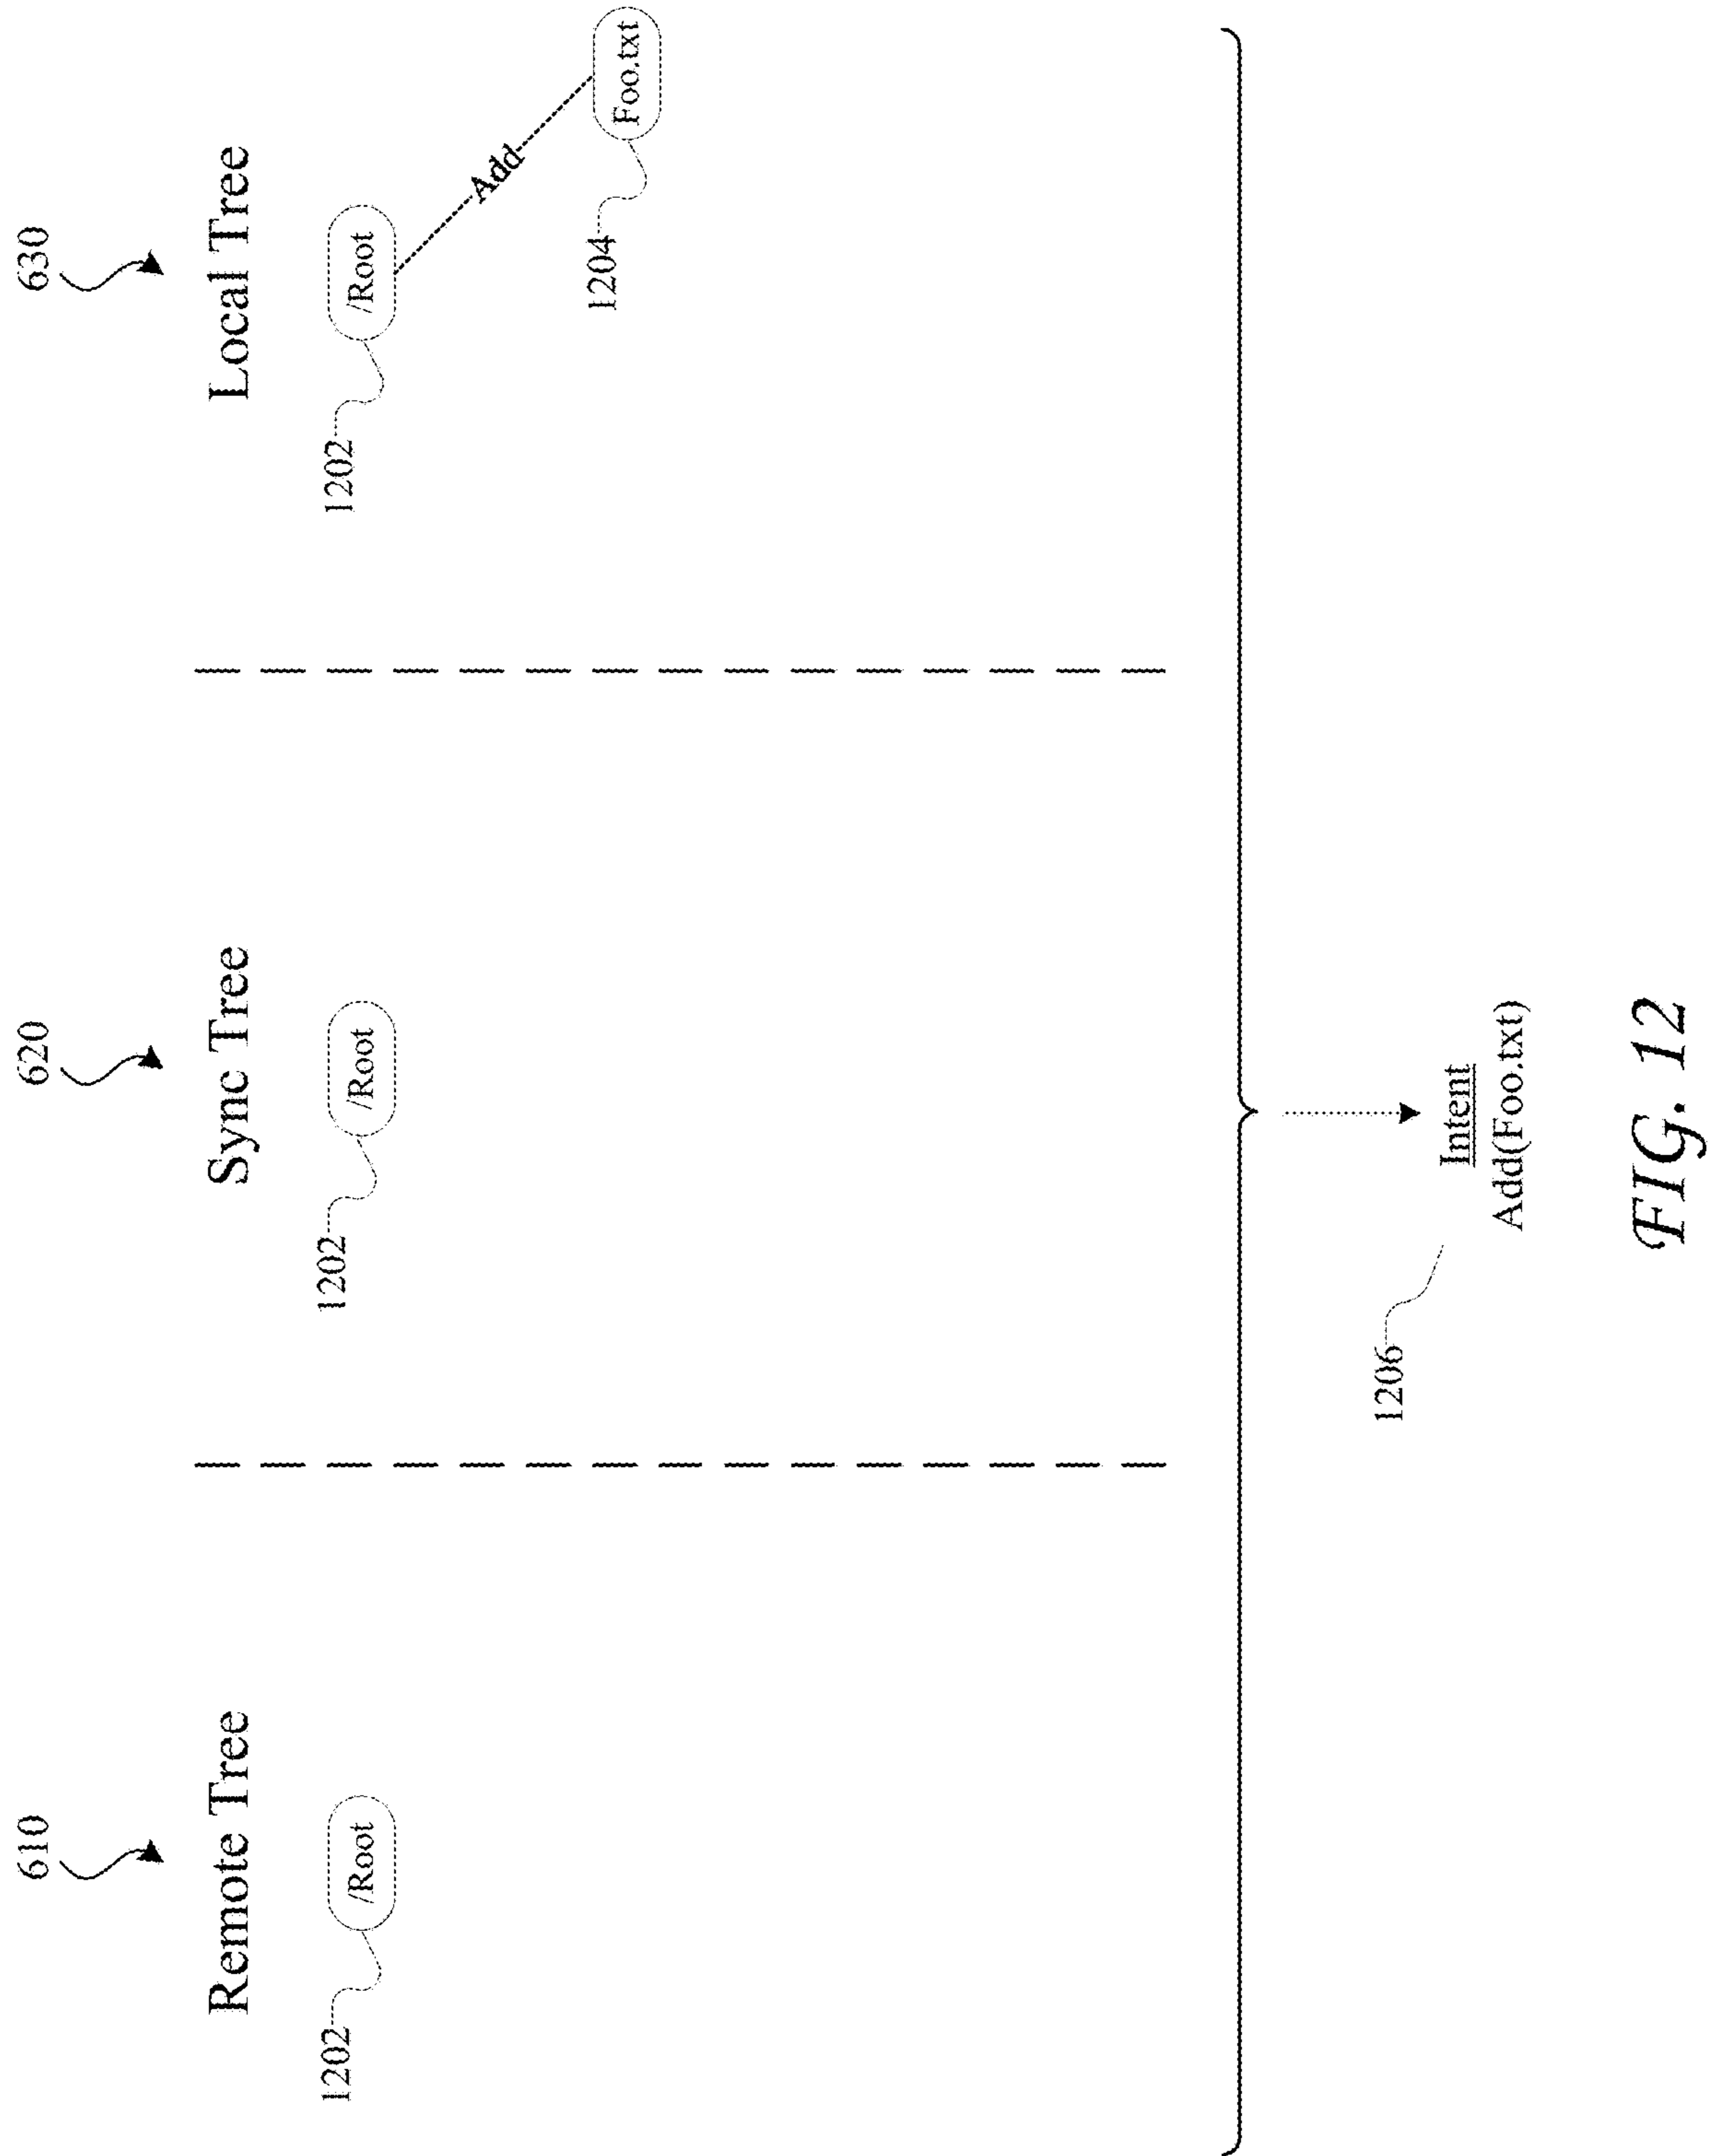 610
620
630
Remote Tree
Sync Tree
Local Tree
/Root
/Root
/Root
1202
1202
1202
Add
Foo.txt
1204
1206
Intent
Add(Foo.txt)
FIG. 12